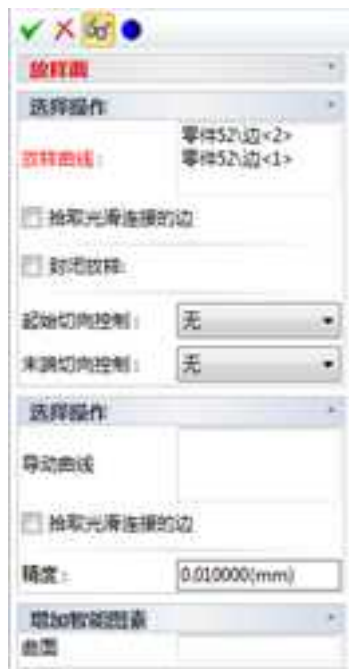 放样面
选择操作
放样曲线：
零件52\边<2>
零件52\边<1>
拾取光滑连接的边
封闭放样:
起始切向控制： 无
末端切向控制： 无
选择操作
导动曲线
拾取光滑连接的边
精度： 0.010000(mm)
增加智能图素
曲面